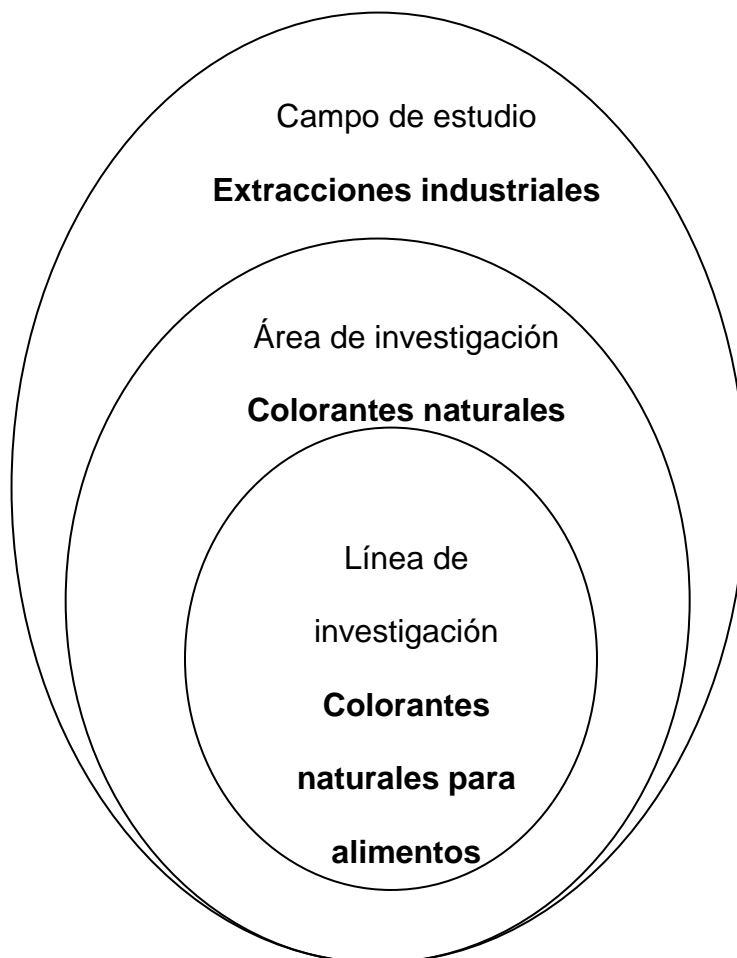 Campo de estudio
Extracciones industriales
Área de investigación
Colorantes naturales
Línea de
investigación
Colorantes
naturales para
alimentos